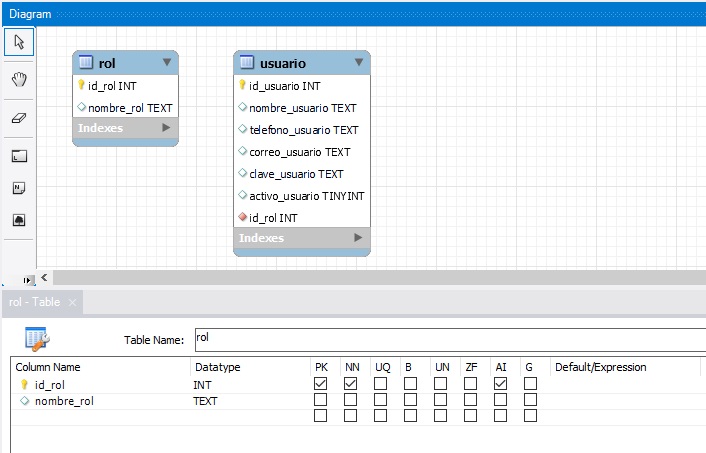 Diagram
rol
id_rol INT
nombre_rol TEXT
Indexes
usuario
id_usuario INT
nombre_usuario TEXT
telefono_usuario TEXT
correo_usuario TEXT
clave_usuario TEXT
activo_usuario TINYINT
id_rol INT
Indexes
rol - Table
Table Name: rol
Column Name Datatype PK NN UQ B UN ZF AI G Default/Expression
id_rol INT
nombre_rol TEXT